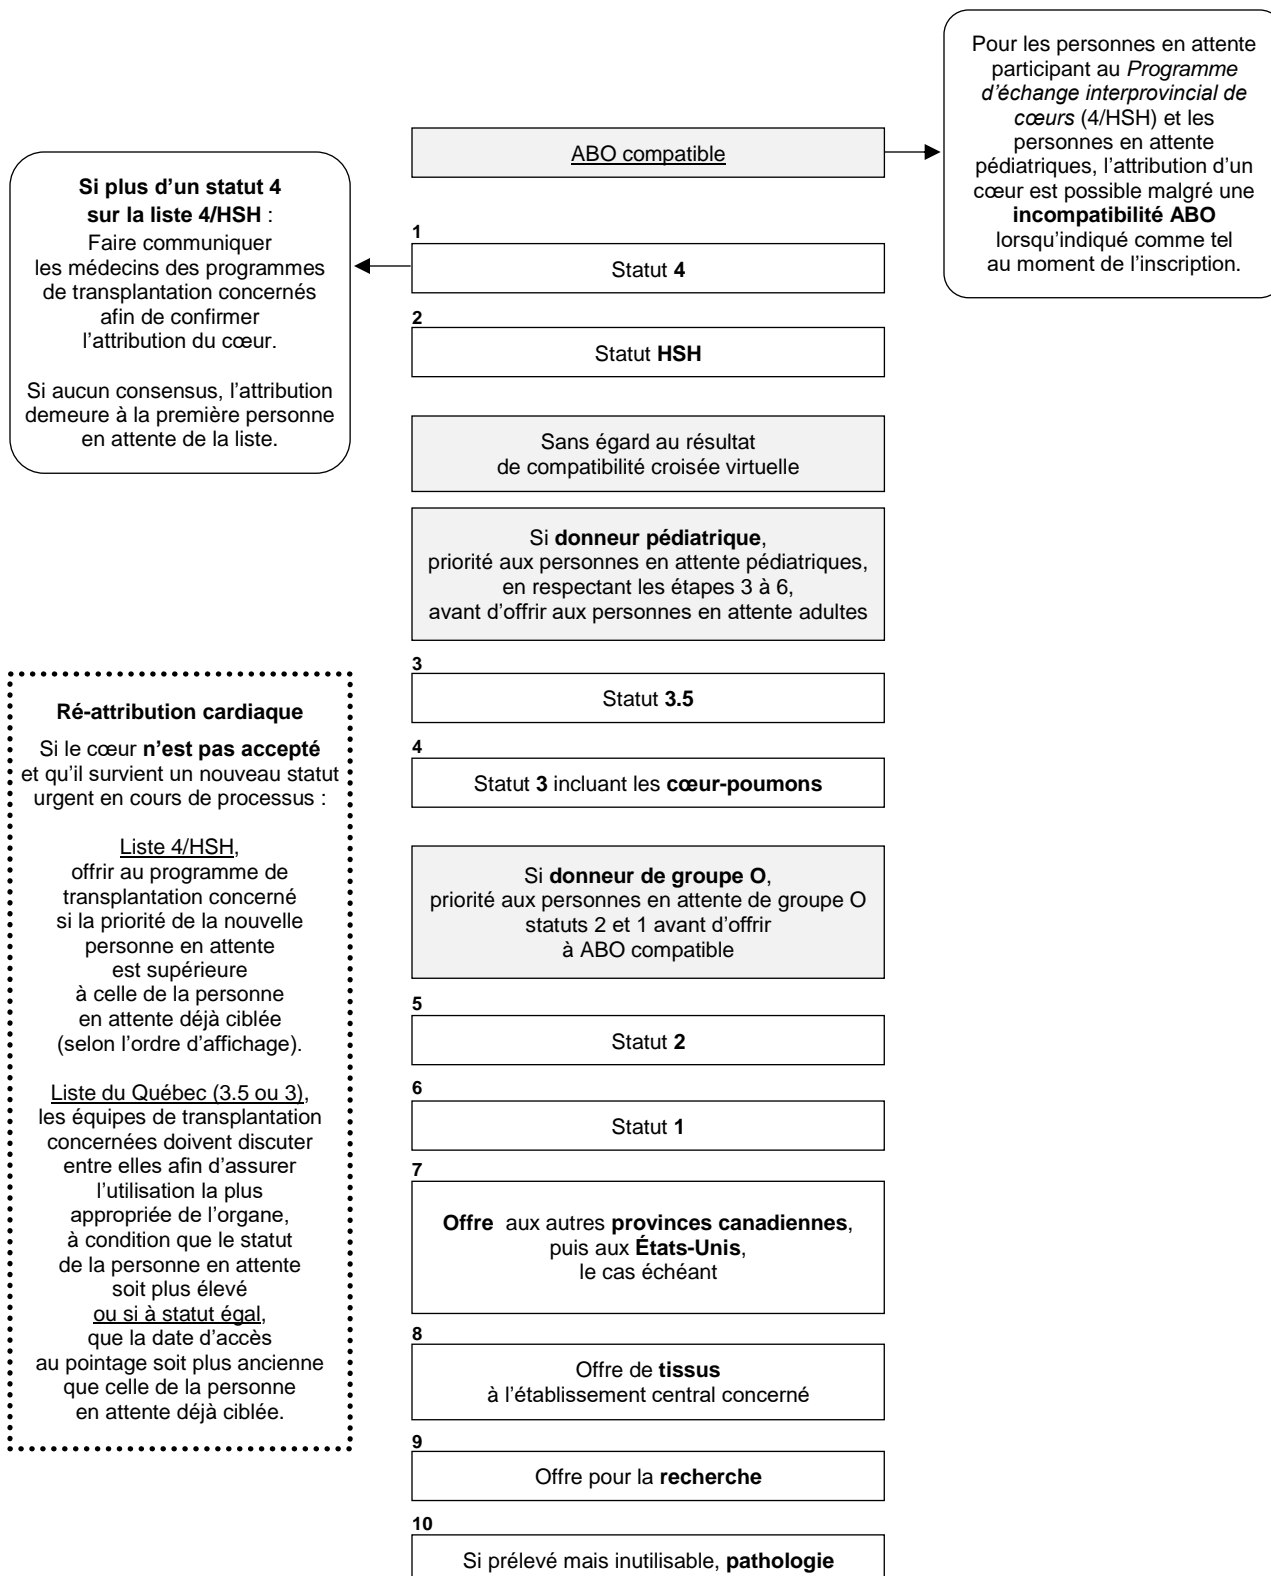 Pour les personnes en attente
participant au Programme
d’échange interprovincial de
cœurs (4/HSH) et les
personnes en attente
pédiatriques, l’attribution d’un
cœur est possible malgré une
incompatibilité ABO
lorsqu’indiqué comme tel
au moment de l’inscription.
ABO compatible
Si plus d’un statut 4
sur la liste 4/HSH :
Faire communiquer
les médecins des programmes
de transplantation concernés
afin de confirmer
l’attribution du cœur.
Si aucun consensus, l’attribution
demeure à la première personne
en attente de la liste.
1
Statut 4
2
Statut HSH
Sans égard au résultat
de compatibilité croisée virtuelle
Si donneur pédiatrique,
priorité aux personnes en attente pédiatriques,
en respectant les étapes 3 à 6,
avant d’offrir aux personnes en attente adultes
3
Statut 3.5
4
Statut 3 incluant les cœur-poumons
Si donneur de groupe O,
priorité aux personnes en attente de groupe O
statuts 2 et 1 avant d’offrir
à ABO compatible
5
Statut 2
6
Statut 1
7
Offre  aux autres provinces canadiennes,
puis aux États-Unis,
le cas échéant
8
Offre de tissus
à l’établissement central concerné
9
Offre pour la recherche
10
Si prélevé mais inutilisable, pathologie
Ré-attribution cardiaque
Si le cœur n’est pas accepté
et qu’il survient un nouveau statut
urgent en cours de processus :
Liste 4/HSH,
offrir au programme de
transplantation concerné
si la priorité de la nouvelle
personne en attente
est supérieure
à celle de la personne
en attente déjà ciblée
(selon l’ordre d’affichage).
Liste du Québec (3.5 ou 3),
les équipes de transplantation
concernées doivent discuter
entre elles afin d’assurer
l’utilisation la plus
appropriée de l’organe,
à condition que le statut
de la personne en attente
soit plus élevé
ou si à statut égal,
que la date d’accès
au pointage soit plus ancienne
que celle de la personne
en attente déjà ciblée.